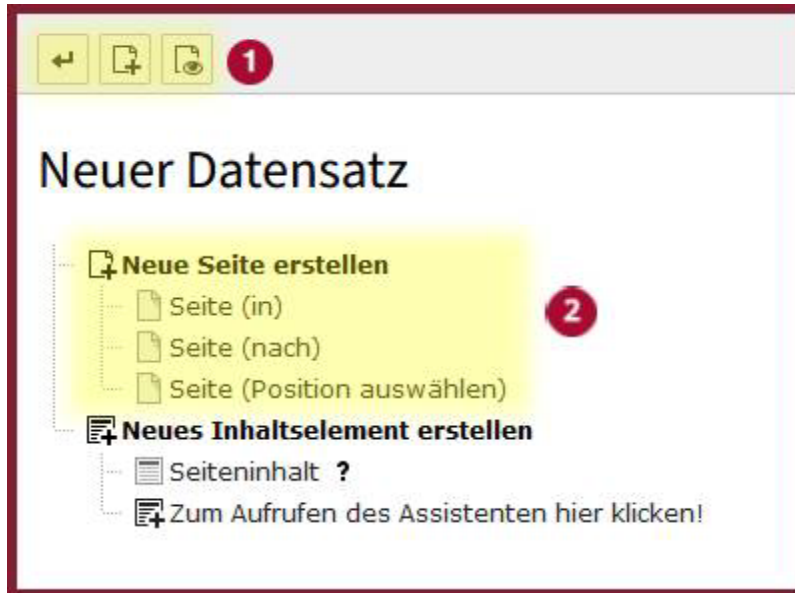 1
Neuer Datensatz
Neue Seite erstellen
Seite (in)
2
Seite (nach)
Seite (Position auswählen)
Neues Inhaltselement erstellen
Seiteninhalt ?
Zum Aufrufen des Assistenten hier klicken!